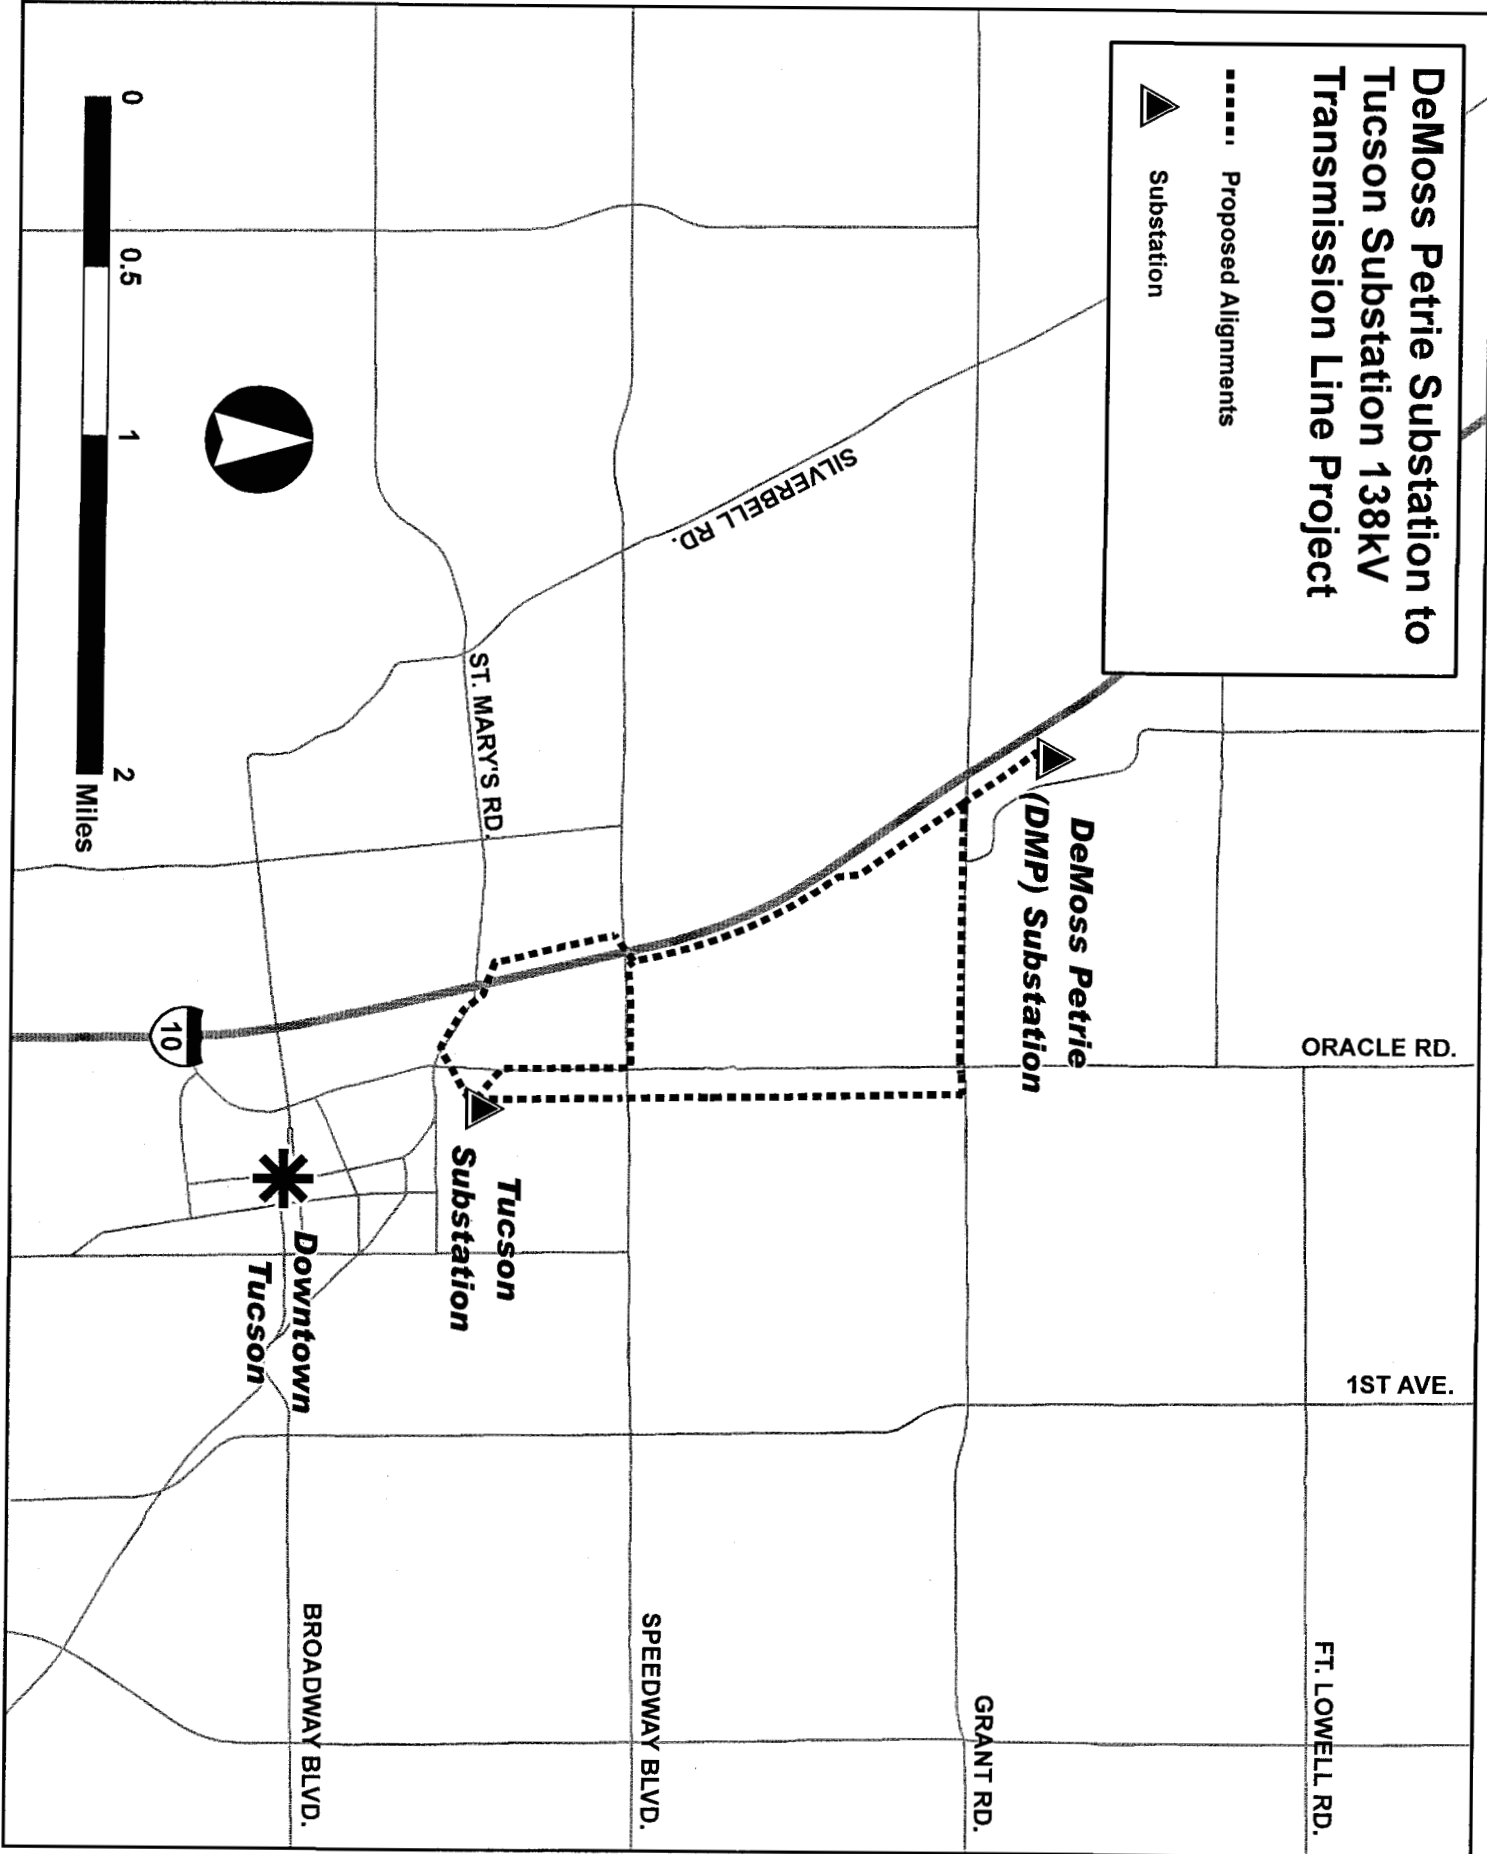 DeMoss Petrie Substation to
Tucson Substation 138kV
Transmission Line Project
Proposed Alignments
Substation
FT. LOWELL RD.
ORACLE RD.
1ST AVE.
DeMoss Petrie
(DMP) Substation
GRANT RD.
SILVERBELL RD.
SPEEDWAY BLVD.
ST. MARY'S RD.
Tucson
Substation
Downtown
Tucson
BROADWAY BLVD.
10
0 0.5 1 2
Miles